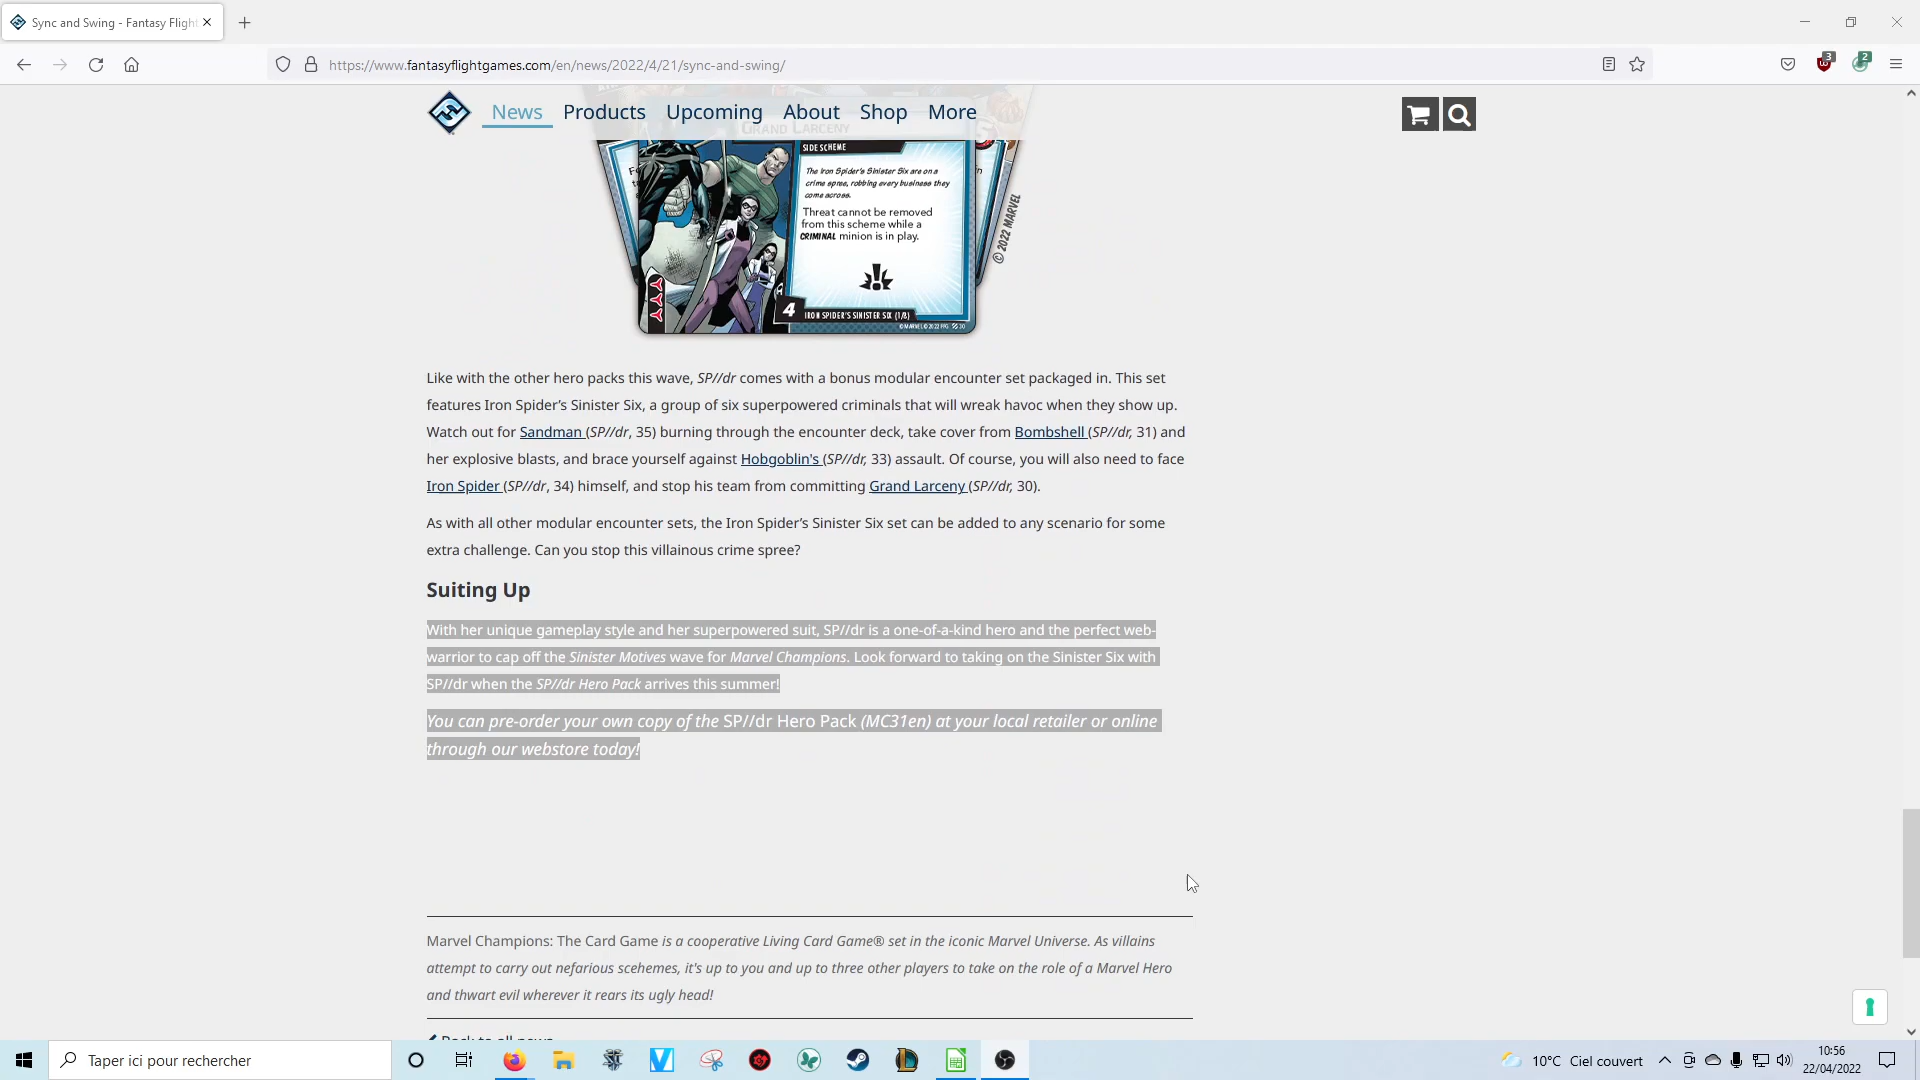 Sync and Swing - Fantasy Flight
https://www.fantasyflightgames.com/en/news/2022/4/21/sync-and-swing/
3
2
News Products Upcoming About Shop More
GRAND LARCENY
SIDE SCHEME
The Iron Spider's Sinister Six are on a
crime spree, robbing every business they
come across.
Threat cannot be removed
from this scheme while a
CRIMINAL minion is in play.
4
IRON SPIDER'S SINISTER SIX (1/8)
© MARVEL © 2022 FFG 30
© 2022 MARVEL
Like with the other hero packs this wave, SP//dr comes with a bonus modular encounter set packaged in. This set
features Iron Spider's Sinister Six, a group of six superpowered criminals that will wreak havoc when they show up.
Watch out for Sandman (SP//dr, 35) burning through the encounter deck, take cover from Bombshell (SP//dr, 31) and
her explosive blasts, and brace yourself against Hobgoblin's (SP//dr, 33) assault. Of course, you will also need to face
Iron Spider (SP//dr, 34) himself, and stop his team from committing Grand Larceny (SP//dr, 30).
As with all other modular encounter sets, the Iron Spider's Sinister Six set can be added to any scenario for some
extra challenge. Can you stop this villainous crime spree?
Suiting Up
With her unique gameplay style and her superpowered suit, SP//dr is a one-of-a-kind hero and the perfect web-
warrior to cap off the Sinister Motives wave for Marvel Champions. Look forward to taking on the Sinister Six with
SP//dr when the SP//dr Hero Pack arrives this summer!
You can pre-order your own copy of the SP//dr Hero Pack (MC31en) at your local retailer or online
through our webstore today!
Marvel Champions: The Card Game is a cooperative Living Card Game® set in the iconic Marvel Universe. As villains
attempt to carry out nefarious scehemes, it's up to you and up to three other players to take on the role of a Marvel Hero
and thwart evil wherever it rears its ugly head!
Back to all news
Taper ici pour rechercher
10°C Ciel couvert
10:56
22/04/2022